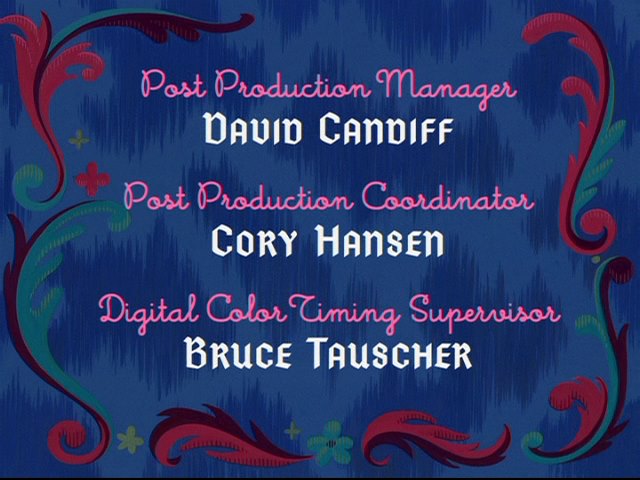 Post Production Manager
David Candiff
Post Production Coordinator
Cory Hansen
Digital Color Timing Supervisor
Bruce Tauscher